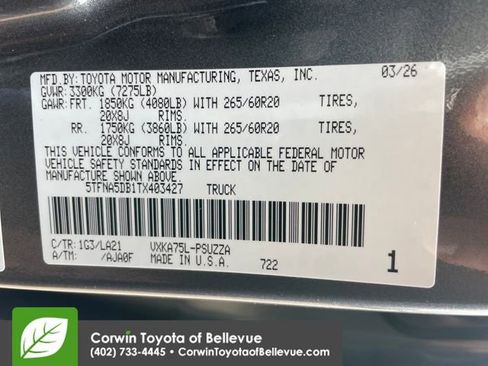 MFD.BY: TOYOTA MOTOR MANUFACTURING, TEXAS, INC. 03/26
GVWR: 3300KG (7275LB)
GAWR: FRT. 1850KG (4080LB) WITH 265/60R20 TIRES,
20X8J RIMS.
RR. 1750KG (3860LB) WITH 265/60R20 TIRES,
20X8J RIMS.
THIS VEHICLE CONFORMS TO ALL APPLICABLE FEDERAL MOTOR
VEHICLE SAFETY STANDARDS IN EFFECT ON THE DATE OF
MANUFACTURE SHOWN ABOVE.
5TFNA5DB1TX403427 TRUCK
C/TR: 1G3/LA21 VXKA75L-PSUZZA
A/TM: /AJA0F MADE IN U.S.A. 722 1
Corwin Toyota of Bellevue
(402) 733-4445 • CorwinToyotaofBellevue.com